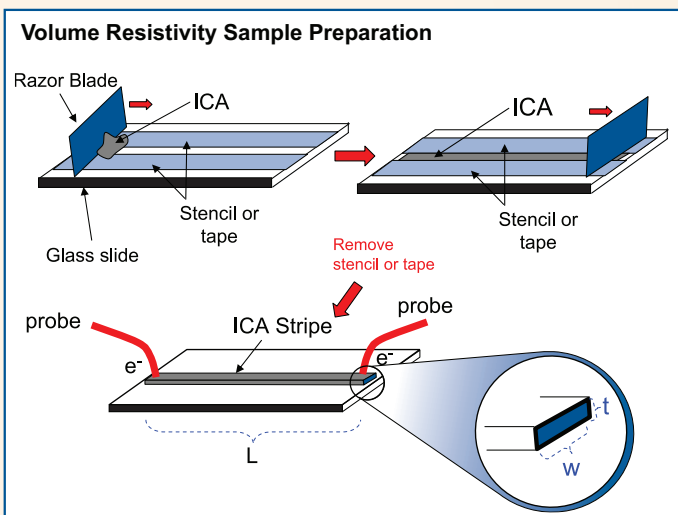 Volume Resistivity Sample Preparation
Razor Blade
ICA
Stencil or
tape
Glass slide
ICA
Stencil or
tape
Remove
stencil or tape
probe
e-
ICA Stripe
probe
e-
L
t
w